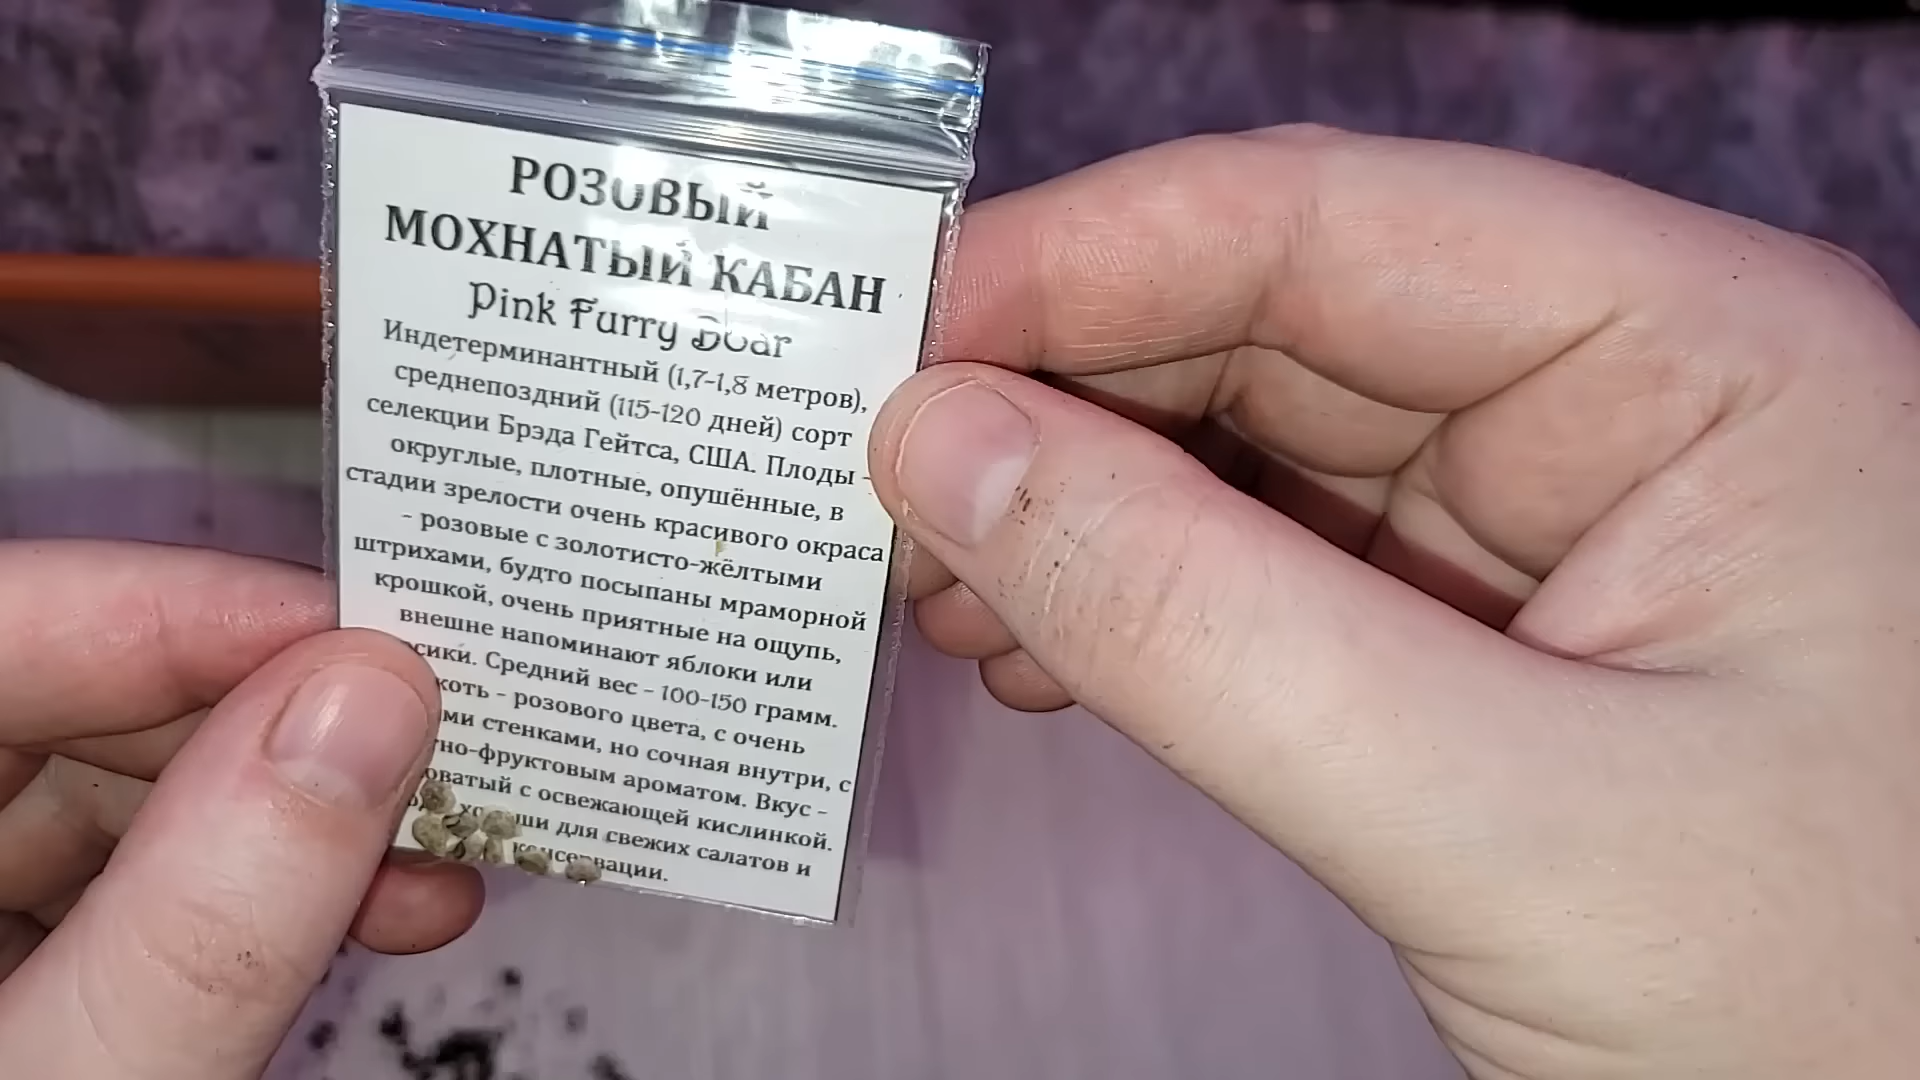 РОЗОВЫЙ
МОХНАТЫЙ КАБАН
Pink Furry Boar
Индетерминантный (1,7-1,8 метров),
среднепоздний (115-120 дней) сорт
селекции Брэда Гейтса, США. Плоды -
округлые, плотные, опушённые, в
стадии зрелости очень красивого окраса
- розовые с золотисто-жёлтыми
штрихами, будто посыпаны мраморной
крошкой, очень приятные на ощупь,
внешне напоминают яблоки или
Средний вес - 100-150 грамм.
- розового цвета, с очень
стенками, но сочная внутри, с
ароматом. Вкус -
с освежающей кислинкой.
для свежих салатов и
консервации.